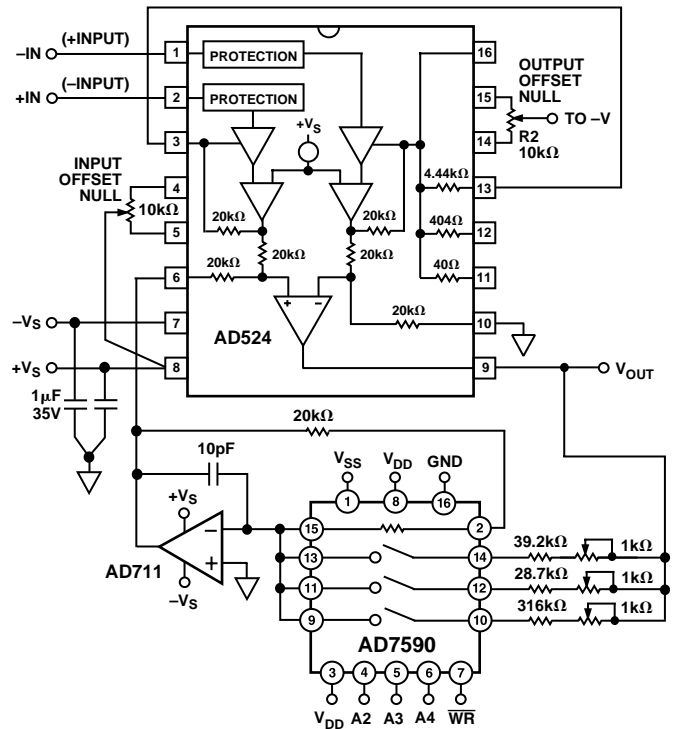 –IN
(+INPUT)
+IN
(–INPUT)
1
PROTECTION
2
PROTECTION
3
+VS
16
15
14
OUTPUT
OFFSET
NULL
TO –V
R2
10kΩ
INPUT
OFFSET
NULL
4
10kΩ
5
4.44kΩ
13
404Ω
12
40Ω
11
20kΩ
20kΩ
20kΩ
20kΩ
6
20kΩ
+
–
20kΩ
10
–VS
7
AD524
+VS
8
9
VOUT
1μF
35V
20kΩ
10pF
VSS
VDD
GND
1
8
16
+VS
–
+
AD711
–VS
15
2
13
14
39.2kΩ
1kΩ
11
12
28.7kΩ
1kΩ
9
10
316kΩ
1kΩ
AD7590
3
4
5
6
7
VDD
A2
A3
A4
WR